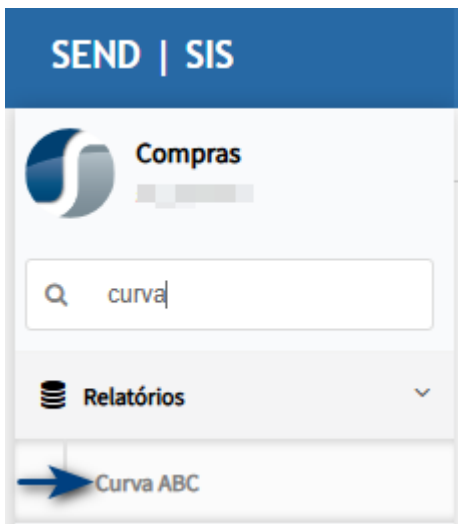 SEND | SIS
Compras
curva
Relatórios
Curva ABC